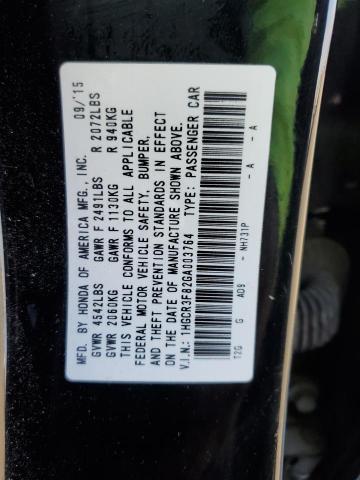 MFD. BY HONDA OF AMERICA MFG., INC. 09/'15
GVWR 4542LBS GAWR F 2491LBS R 2072LBS
GVWR 2060KG GAWR F 1130KG R 940KG
THIS VEHICLE CONFORMS TO ALL APPLICABLE
FEDERAL MOTOR VEHICLE SAFETY, BUMPER,
AND THEFT PREVENTION STANDARDS IN EFFECT
ON THE DATE OF MANUFACTURE SHOWN ABOVE.
V.I.N.: 1HGCR3F82GA003764 TYPE: PASSENGER CAR
T2G G A09 - NH731P - A - A